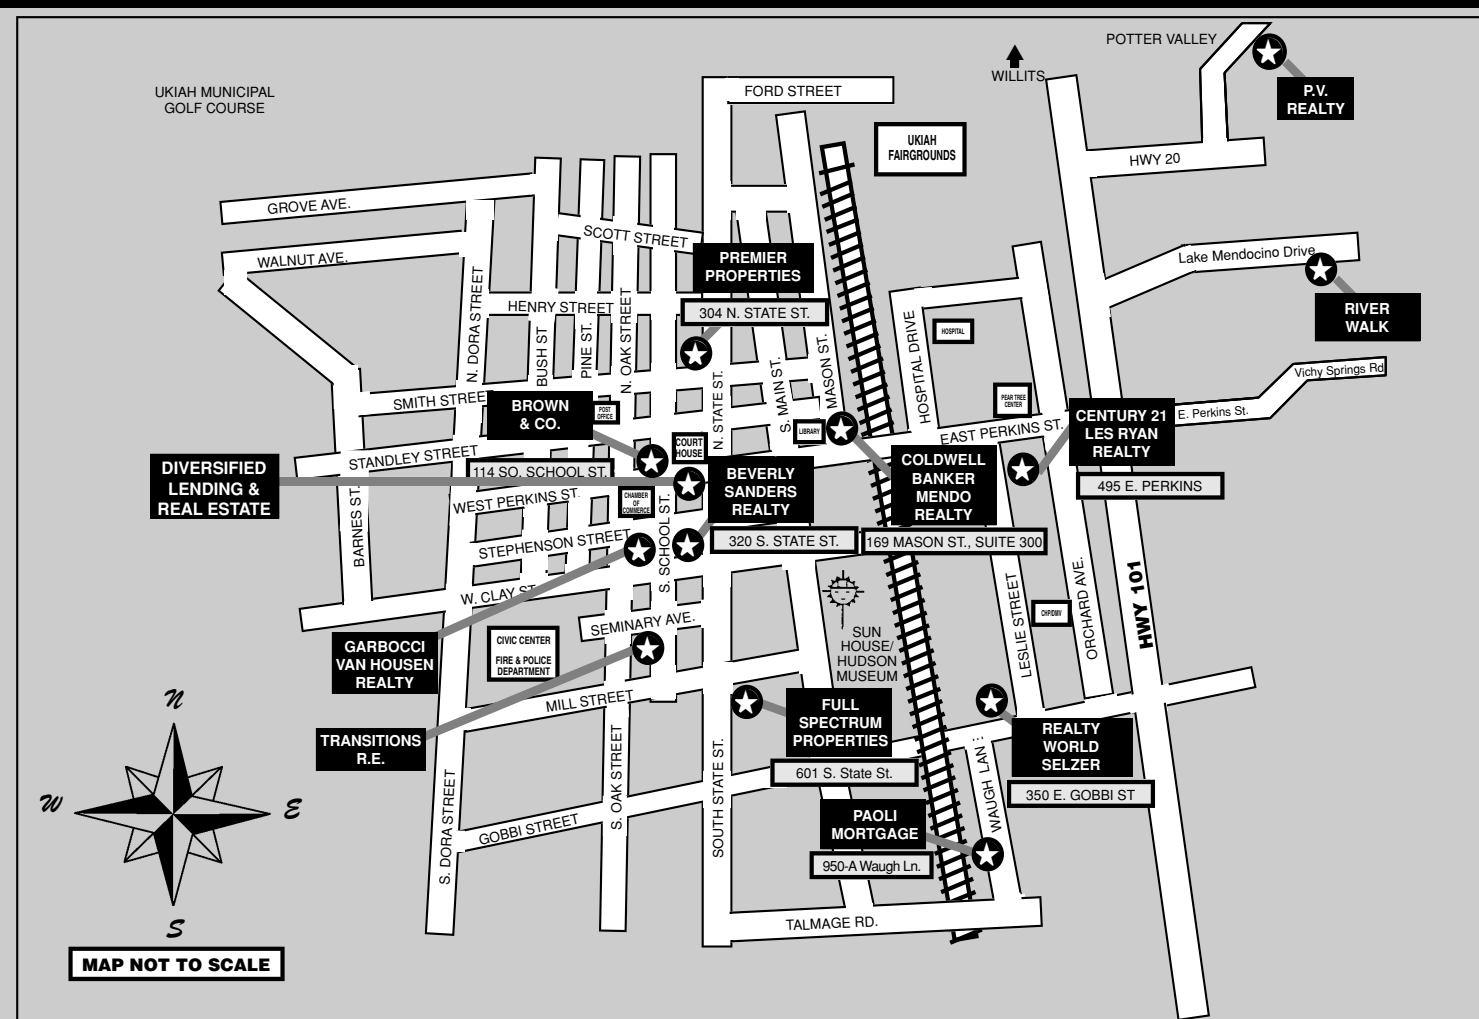 POTTER VALLEY
WILLITS
P.V.
REALTY
UKIAH MUNICIPAL
GOLF COURSE
FORD STREET
UKIAH
FAIRGROUNDS
HWY 20
GROVE AVE.
SCOTT STREET
WALNUT AVE.
PREMIER
PROPERTIES
304 N. STATE ST.
Lake Mendocino Drive
RIVER
WALK
HENRY STREET
N. DORA STREET
BUSH ST
PINE ST.
N. OAK STREET
N. STATE ST.
S. MAIN ST.
MASON ST.
HOSPITAL DRIVE
HOSPITAL
Vichy Springs Rd
SMITH STREET
BROWN
& CO.
POST
OFFICE
PEAR TREE
CENTER
E. Perkins St.
CENTURY 21
LES RYAN
REALTY
495 E. PERKINS
LIBRARY
EAST PERKINS ST.
COURT
HOUSE
STANDLEY STREET
114 SO. SCHOOL ST.
DIVERSIFIED
LENDING &
REAL ESTATE
BEVERLY
SANDERS
REALTY
320 S. STATE ST.
COLDWELL
BANKER
MENDO
REALTY
169 MASON ST., SUITE 300
WEST PERKINS ST.
CHAMBER
OF
COMMERCE
BARNES ST.
STEPHENSON STREET
S. SCHOOL ST.
W. CLAY ST.
SEMINARY AVE.
SUN
HOUSE/
HUDSON
MUSEUM
LESLIE STREET
CHP/DMV
ORCHARD AVE.
HWY 101
GARBOCCI
VAN HOUSEN
REALTY
CIVIC CENTER
FIRE & POLICE
DEPARTMENT
MILL STREET
TRANSITIONS
R.E.
FULL
SPECTRUM
PROPERTIES
601 S. State St.
REALTY
WORLD
SELZER
350 E. GOBBI ST
S. DORA STREET
S. OAK STREET
SOUTH STATE ST.
GOBBI STREET
WAUGH LANE
PAOLI
MORTGAGE
950-A Waugh Ln.
TALMAGE RD.
N
W
E
S
MAP NOT TO SCALE